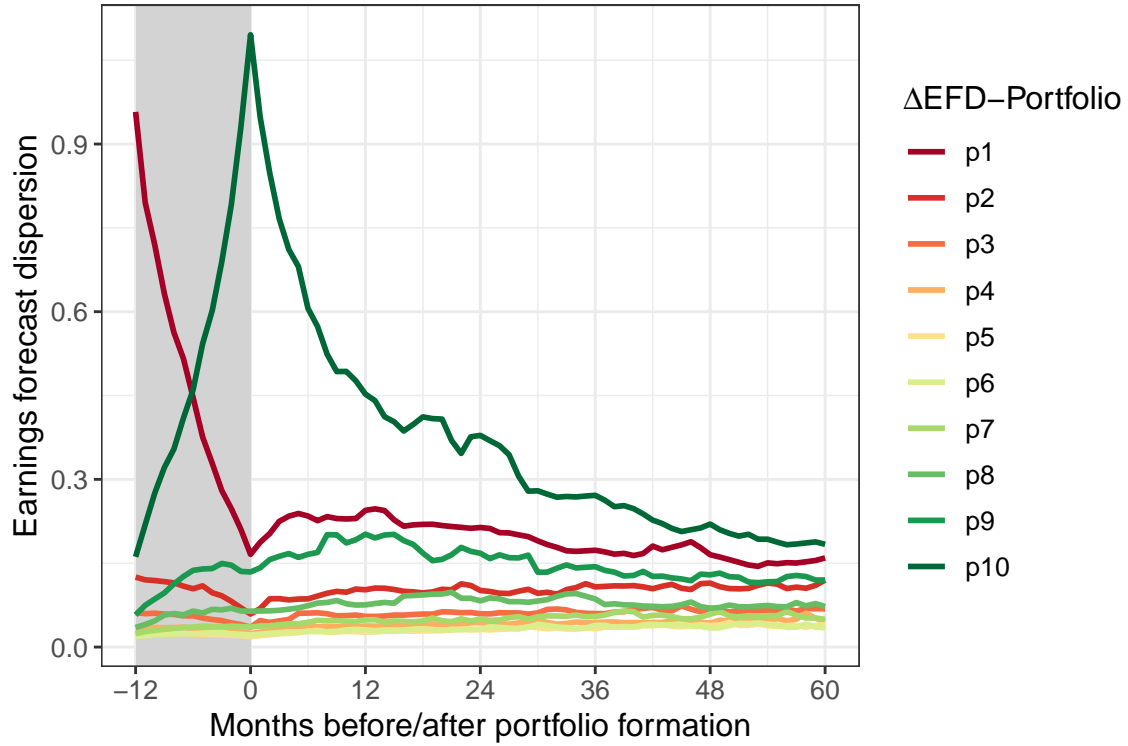 0.9
0.6
0.3
0.0
−12
0
12
24
36
48
60
Earnings forecast dispersion
Months before/after portfolio formation
ΔEFD−Portfolio
p1
p2
p3
p4
p5
p6
p7
p8
p9
p10